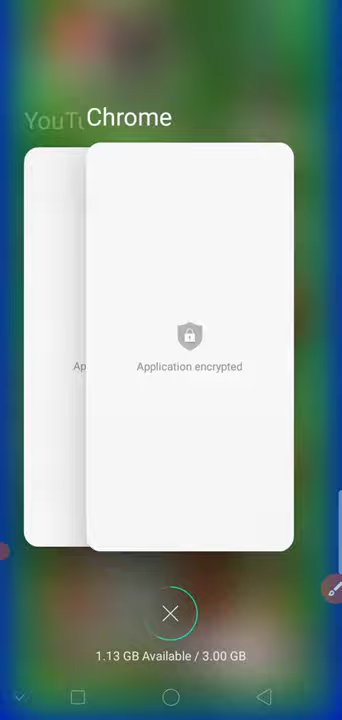 Chrome
Application encrypted
1.13 GB Available / 3.00 GB